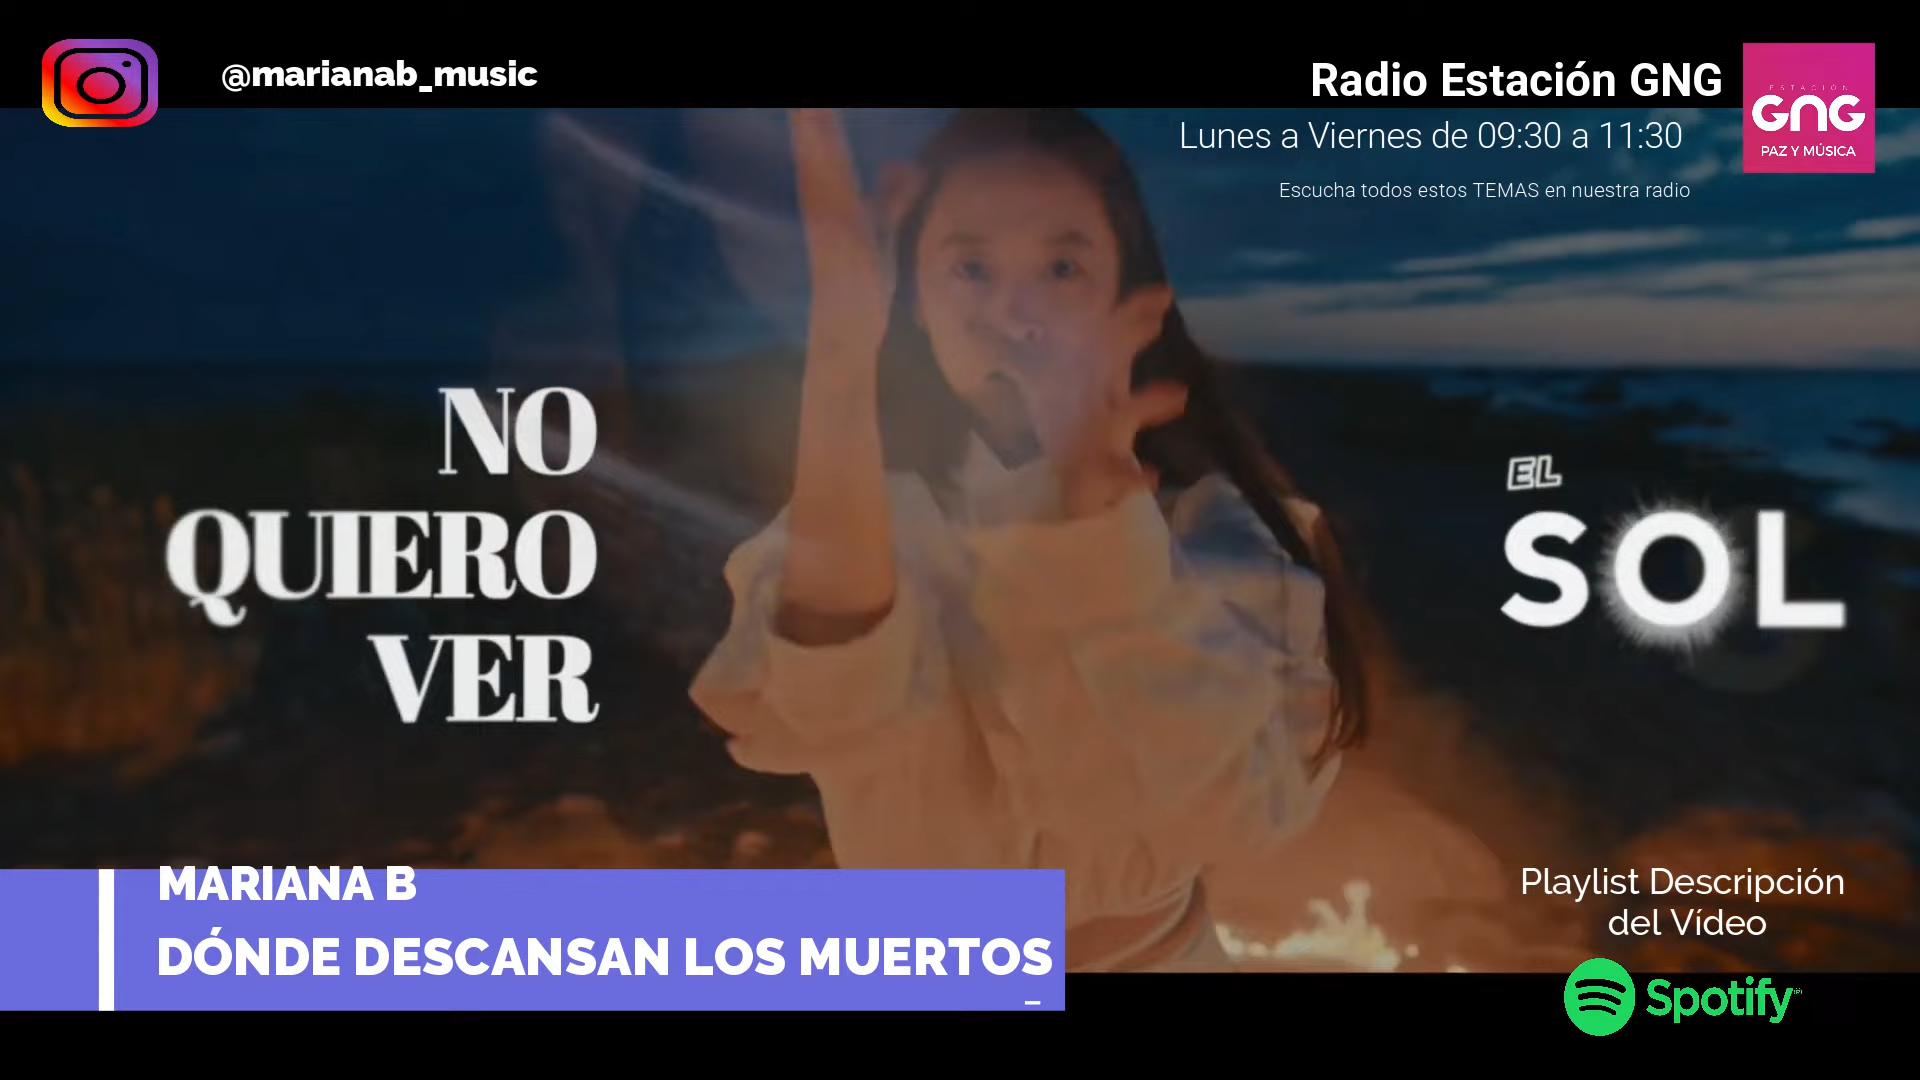 @marianab_music
Radio Estación GNG
ESTACIÓN
GNG
PAZ Y MÚSICA
Lunes a Viernes de 09:30 a 11:30
Escucha todos estos TEMAS en nuestra radio
NO
QUIERO
VER
EL
SOL
MARIANA B
DÓNDE DESCANSAN LOS MUERTOS
Playlist Descripción
del Vídeo
Spotify